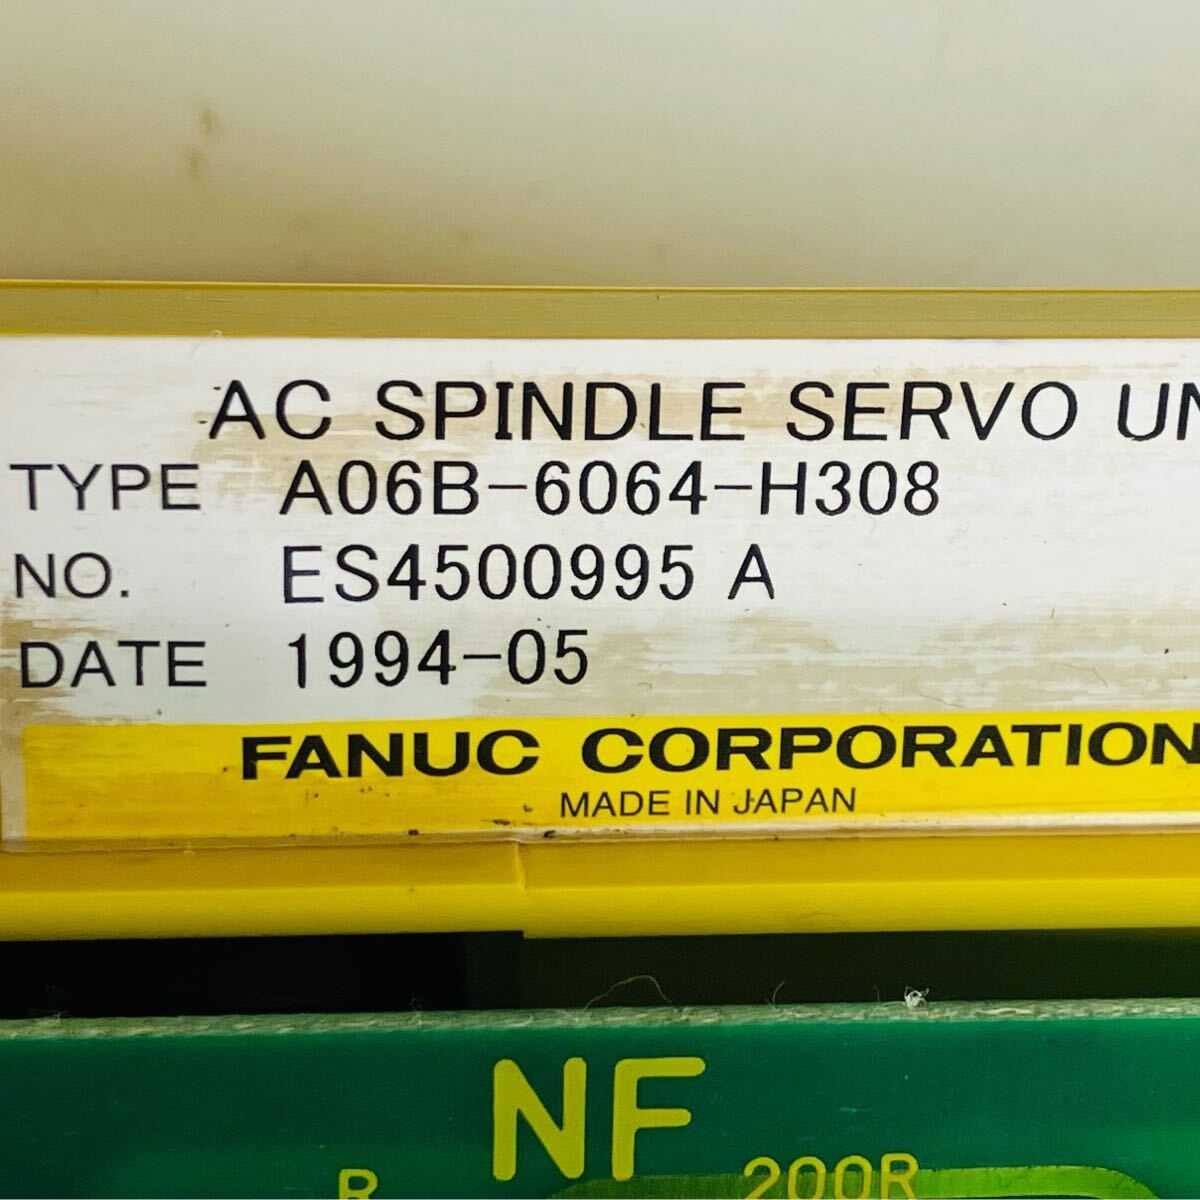 AC SPINDLE SERVO UN
TYPE A06B-6064-H308
NO. ES4500995 A
DATE 1994-05
FANUC CORPORATION
MADE IN JAPAN
NF
R 200R